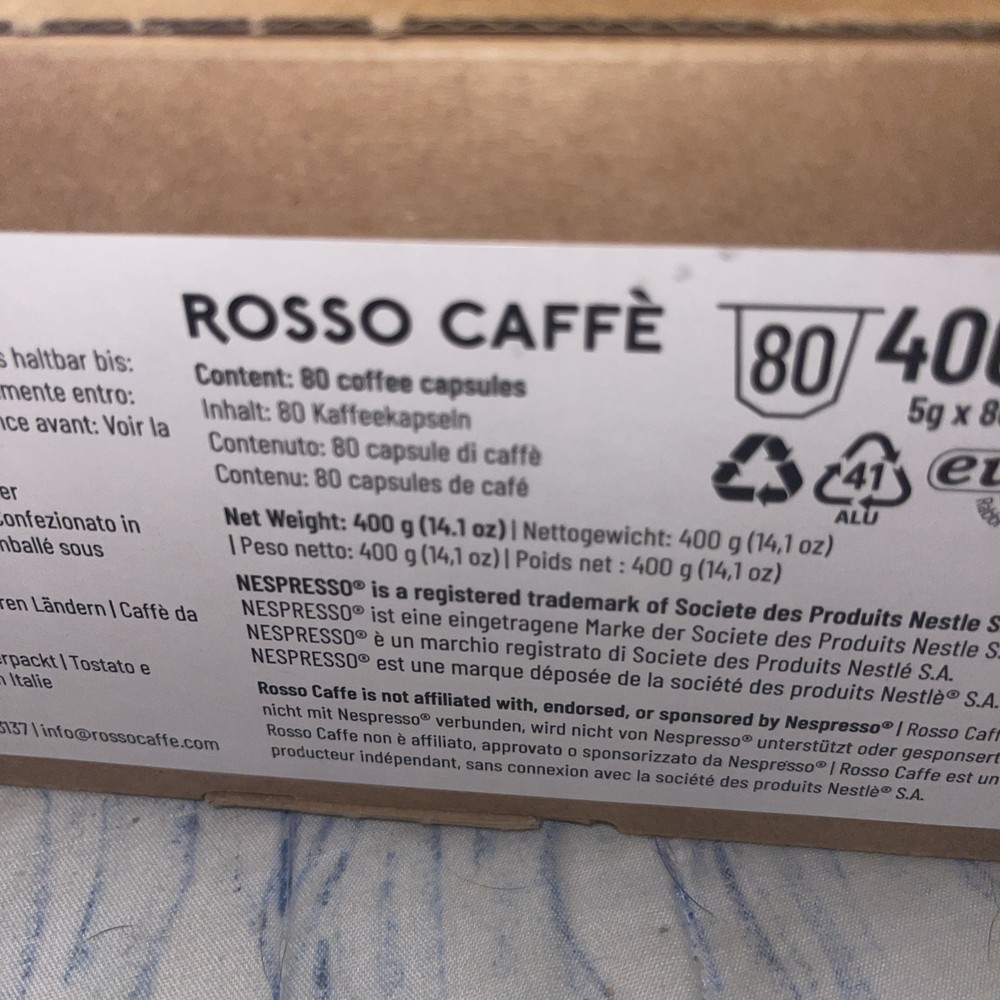 ROSSO CAFFÈ
Content: 80 coffee capsules
Inhalt: 80 Kaffeekapseln
Contenuto: 80 capsule di caffè
Contenu: 80 capsules de café
Net Weight: 400 g (14.1 oz) | Nettogewicht: 400 g (14,1 oz)
| Peso netto: 400 g (14,1 oz) | Poids net : 400 g (14,1 oz)
NESPRESSO® is a registered trademark of Societe des Produits Nestle S
NESPRESSO® ist eine eingetragene Marke der Societe des Produits Nestle S.
NESPRESSO® è un marchio registrato di Societe des Produits Nestlé S.A.
NESPRESSO® est une marque déposée de la société des produits Nestlè® S.A.
Rosso Caffe is not affiliated with, endorsed, or sponsored by Nespresso® | Rosso Caff
nicht mit Nespresso® verbunden, wird nicht von Nespresso® unterstützt oder gesponsert
Rosso Caffe non è affiliato, approvato o sponsorizzato da Nespresso® | Rosso Caffe est un
producteur indépendant, sans connexion avec la société des produits Nestlè® S.A.
80
400
5g x 8
41
ALU
s haltbar bis:
mente entro:
nce avant: Voir la
er
Confezionato in
mballé sous
ren Ländern | Caffè da
erpackt | Tostato e
n Italie
3137 | info@rossocaffe.com